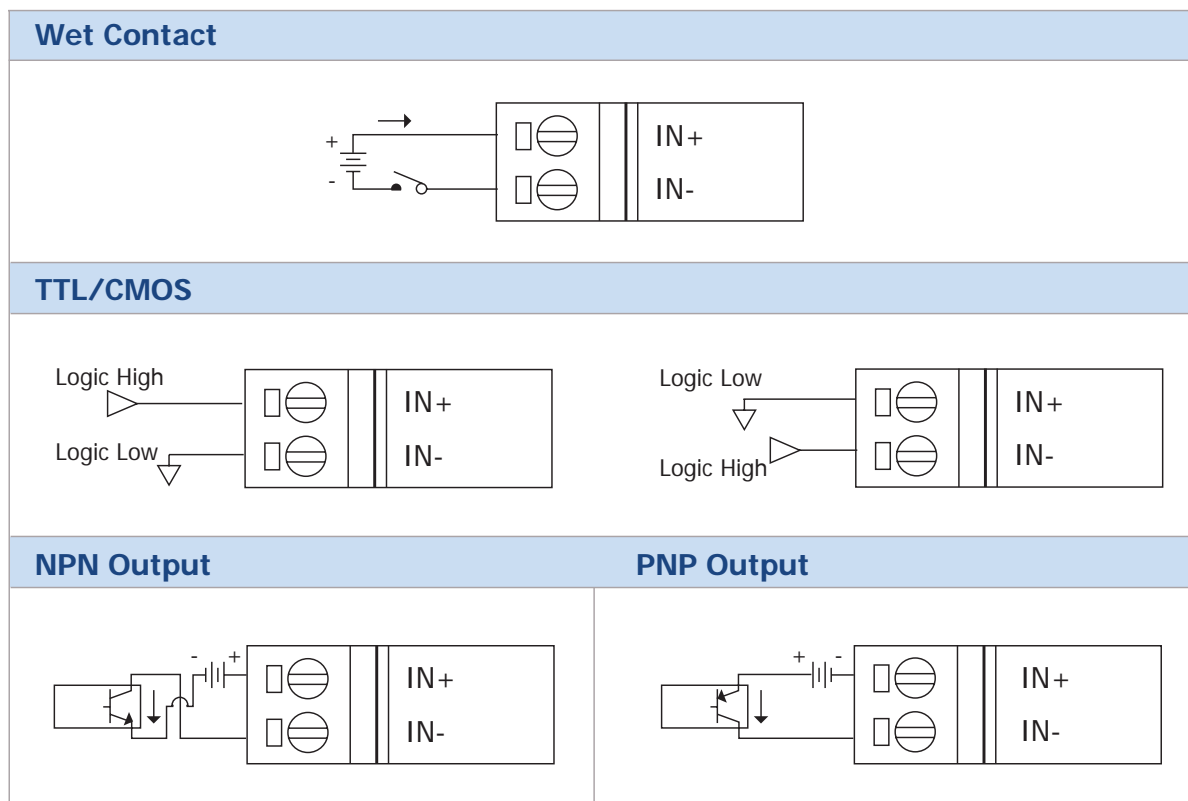 Wet Contact
+
-
IN+
IN-
TTL/CMOS
Logic High
Logic Low
IN+
IN-
Logic Low
Logic High
IN+
IN-
NPN Output
PNP Output
- +
IN+
IN-
+ -
IN+
IN-